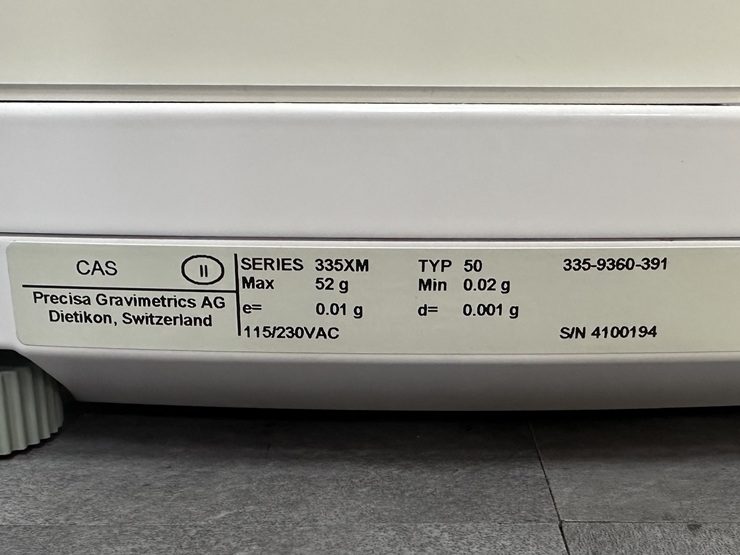 CAS II
Precisa Gravimetrics AG
Dietikon, Switzerland
SERIES 335XM TYP 50 335-9360-391
Max 52 g Min 0.02 g
e= 0.01 g d= 0.001 g
115/230VAC S/N 4100194